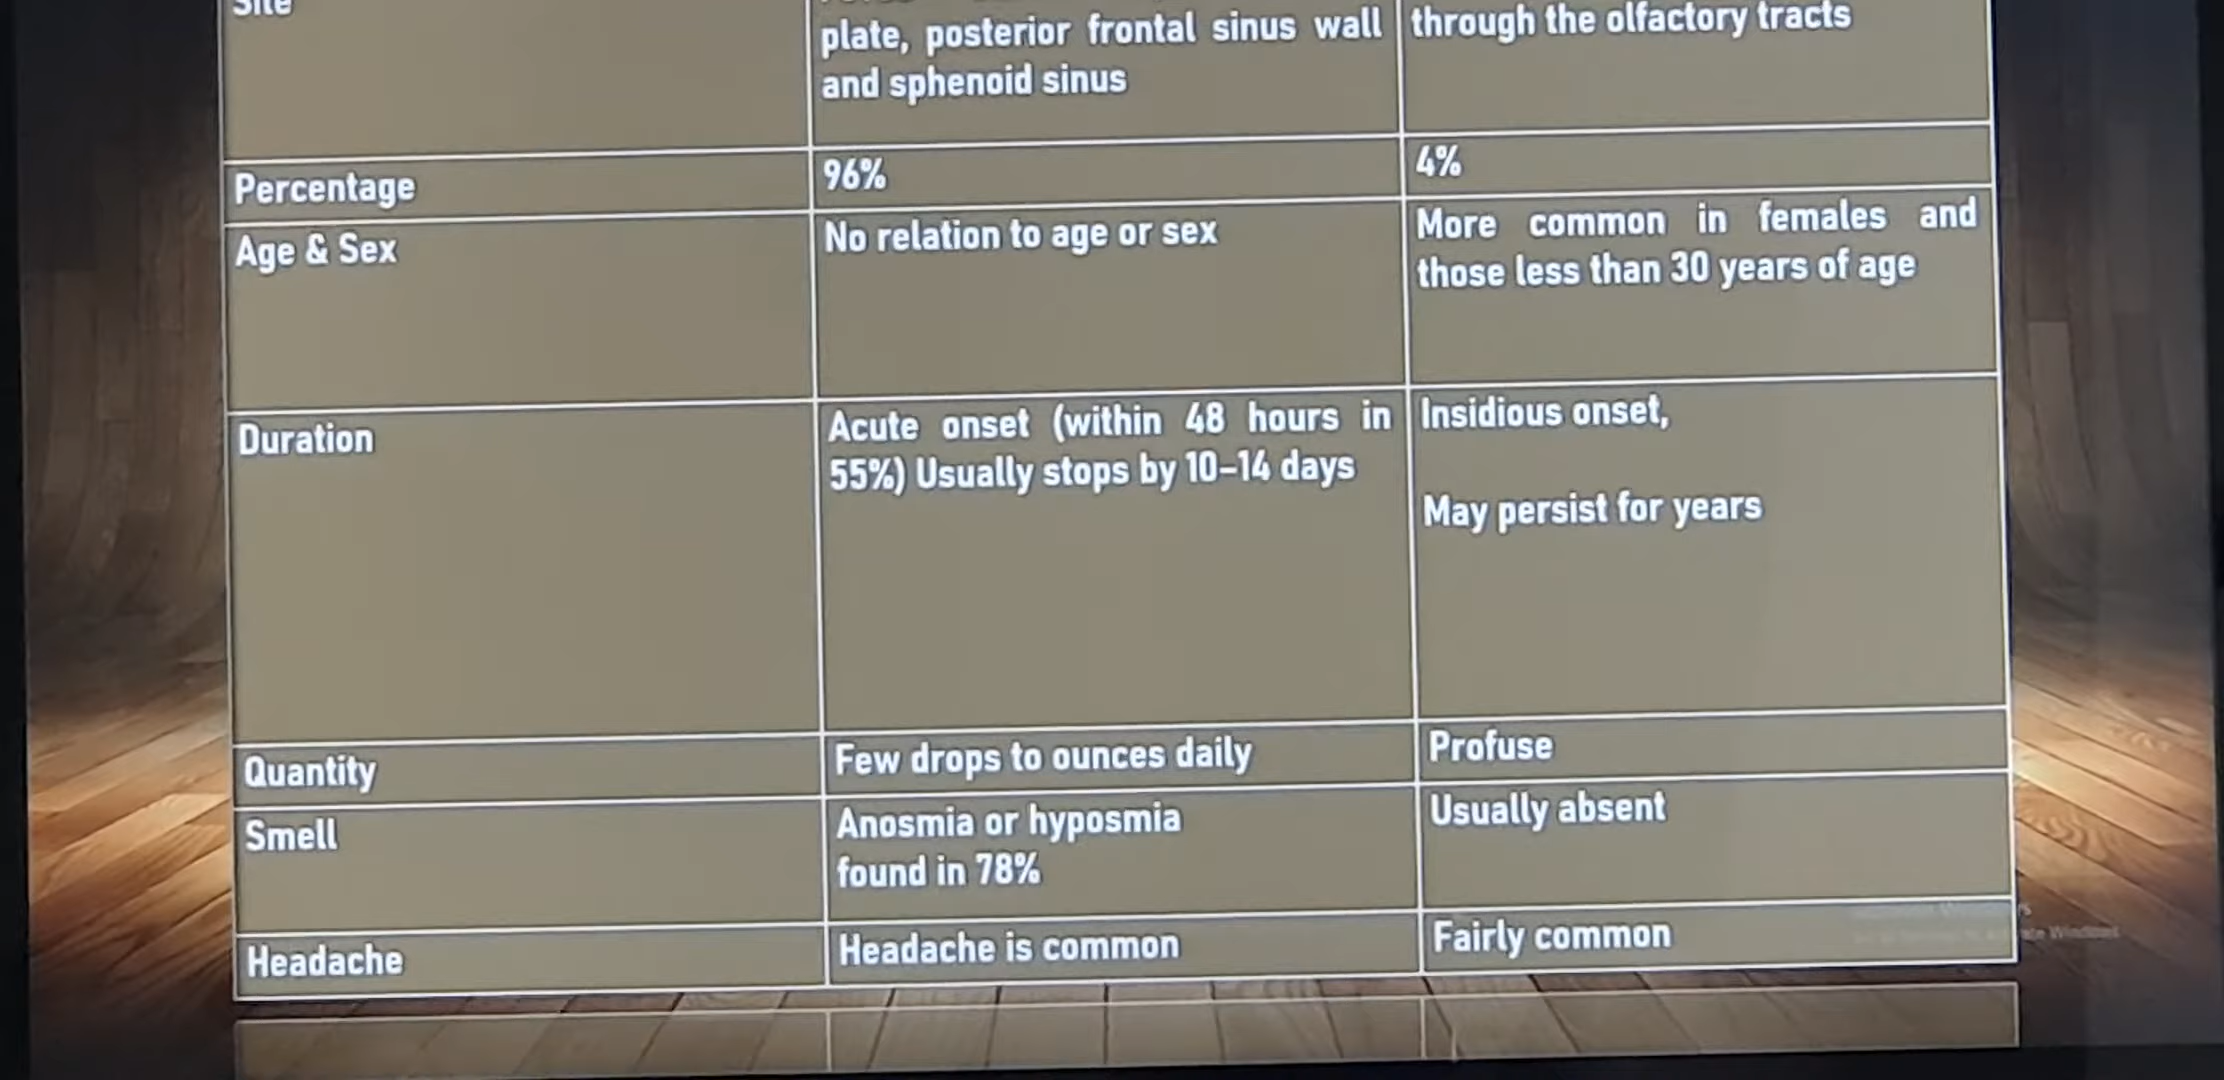 Site
plate, posterior frontal sinus wall
and sphenoid sinus
through the olfactory tracts
Percentage
96%
4%
Age & Sex
No relation to age or sex
More common in females and
those less than 30 years of age
Duration
Acute onset (within 48 hours in
55%) Usually stops by 10–14 days
Insidious onset,
May persist for years
Quantity
Few drops to ounces daily
Profuse
Smell
Anosmia or hyposmia
found in 78%
Usually absent
Headache
Headache is common
Fairly common